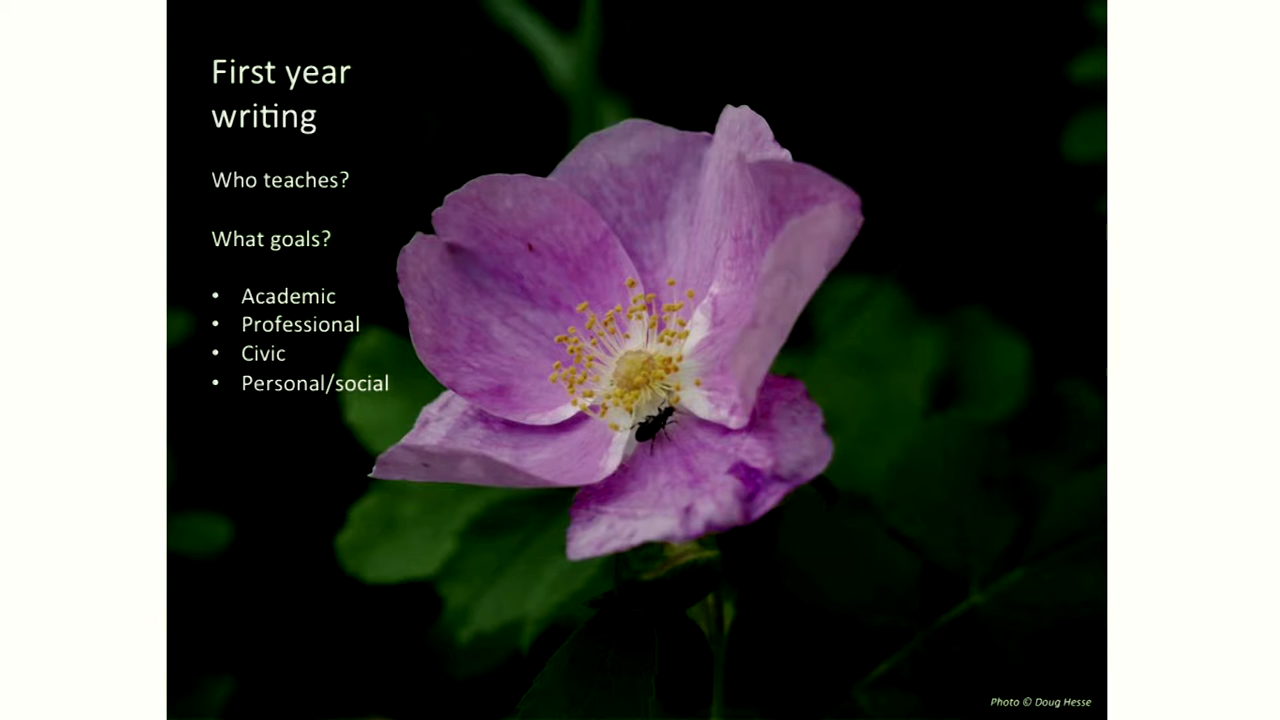 First year
writing
Who teaches?
What goals?
• Academic
• Professional
• Civic
• Personal/social
Photo © Doug Hesse